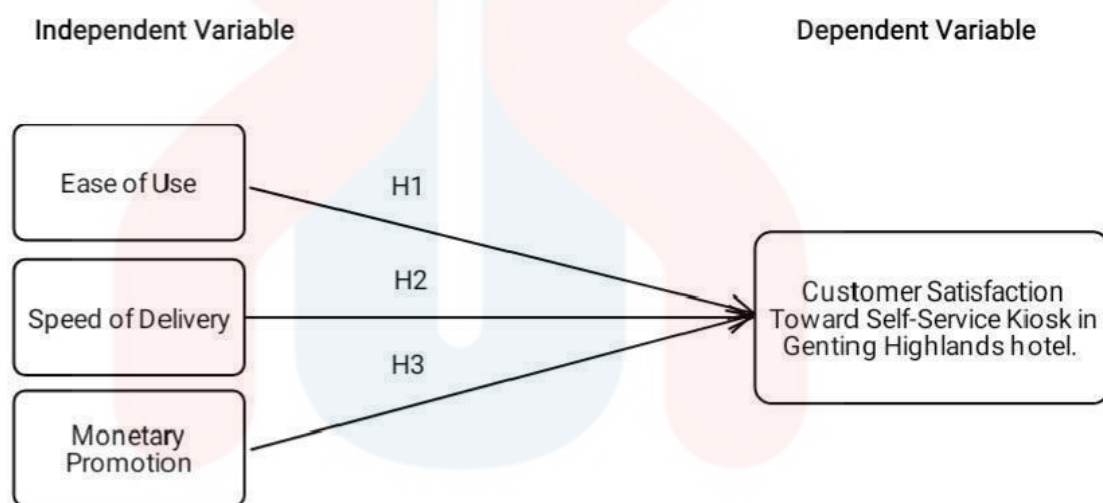 Independent Variable
Dependent Variable
Ease of Use
H1
Speed of Delivery
H2
H3
Monetary
Promotion
Customer Satisfaction
Toward Self-Service Kiosk in
Genting Highlands hotel.